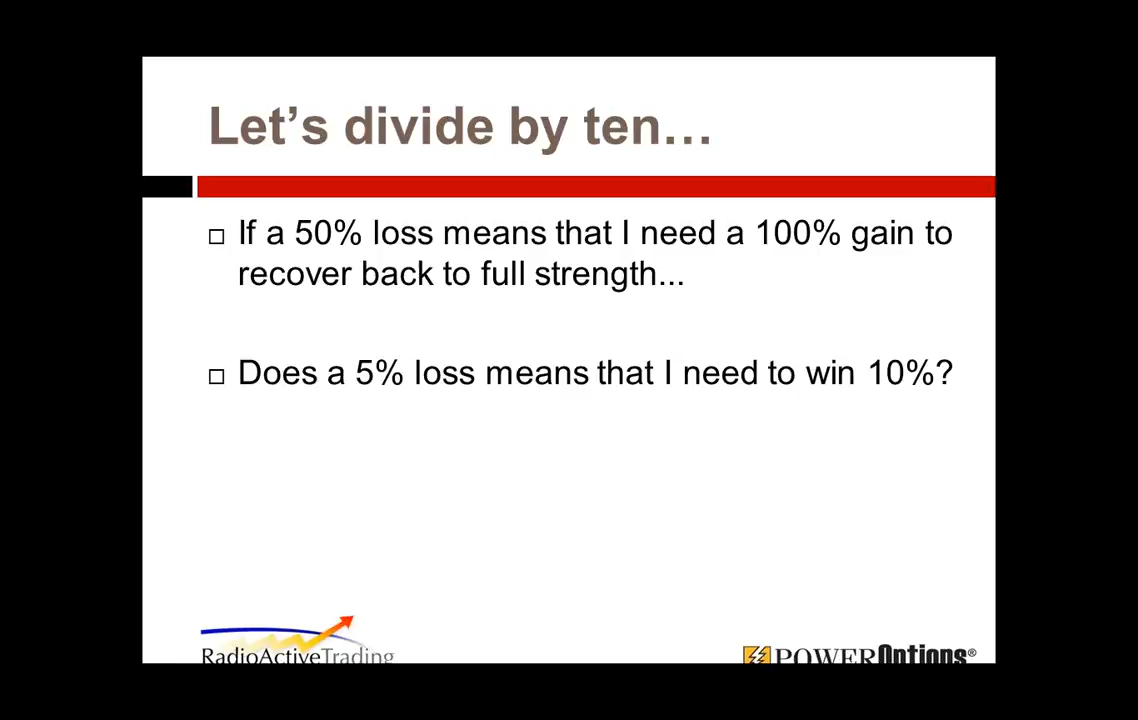 Let’s divide by ten…
If a 50% loss means that I need a 100% gain to
recover back to full strength...
Does a 5% loss means that I need to win 10%?
RadioActiveTrading
POWEROptions®